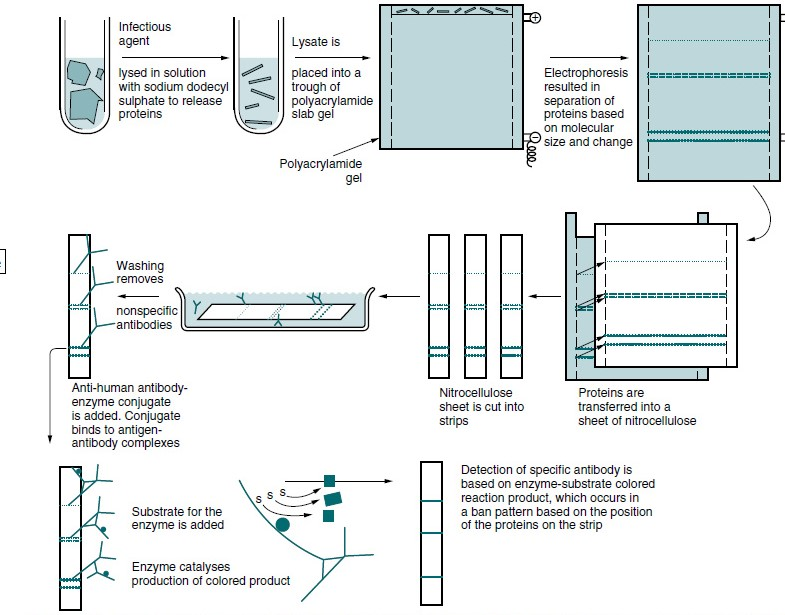 Infectious
agent
lysed in solution
with sodium dodecyl
sulphate to release
proteins
Lysate is
placed into a
trough of
polyacrylamide
slab gel
Polyacrylamide
gel
+
−
Electrophoresis
resulted in
separation of
proteins based
on molecular
size and change
Proteins are
transferred into a
sheet of nitrocellulose
Nitrocellulose
sheet is cut into
strips
Washing
removes
nonspecific
antibodies
Anti-human antibody-
enzyme conjugate
is added. Conjugate
binds to antigen-
antibody complexes
Substrate for the
enzyme is added
Enzyme catalyses
production of colored product
S S S
Detection of specific antibody is
based on enzyme-substrate colored
reaction product, which occurs in
a ban pattern based on the position
of the proteins on the strip